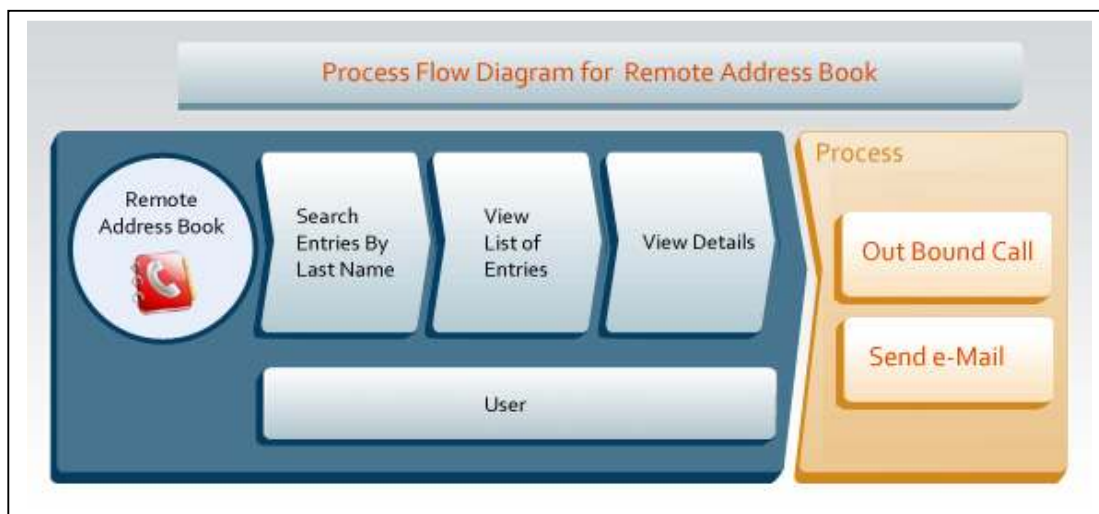 Process Flow Diagram for Remote Address Book
Remote
Address Book
Search
Entries By
Last Name
View
List of
Entries
View Details
User
Process
Out Bound Call
Send e-Mail